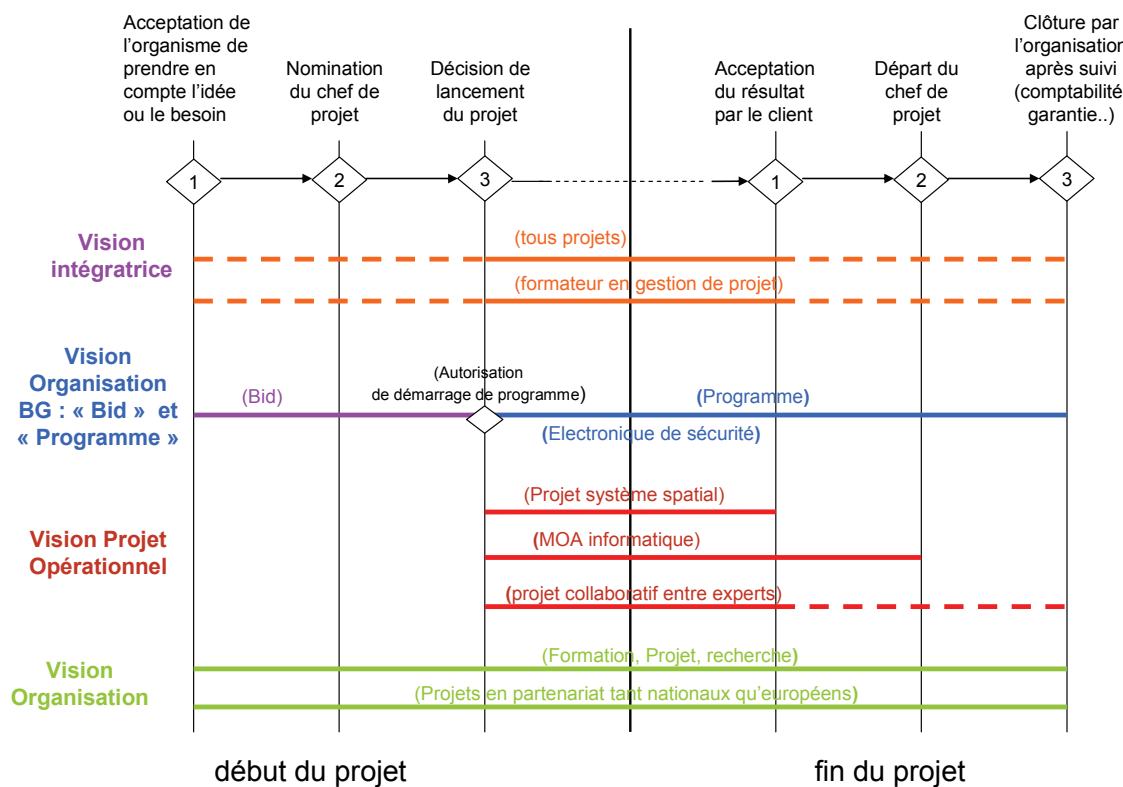 Acceptation de
l'organisme de
prendre en
compte l'idée
ou le besoin
Nomination
du chef de
projet
Décision de
lancement
du projet
Acceptation
du résultat
par le client
Départ du
chef de
projet
Clôture par
l'organisation
après suivi
(comptabilité
garantie..)
1
2
3
1
2
3
Vision
intégratrice
(tous projets)
(formateur en gestion de projet)
Vision
Organisation
BG : « Bid » et
« Programme »
(Bid)
(Autorisation
de démarrage de programme)
(Programme)
(Electronique de sécurité)
Vision Projet
Opérationnel
(Projet système spatial)
(MOA informatique)
(projet collaboratif entre experts)
Vision
Organisation
(Formation, Projet, recherche)
(Projets en partenariat tant nationaux qu'européens)
début du projet
fin du projet